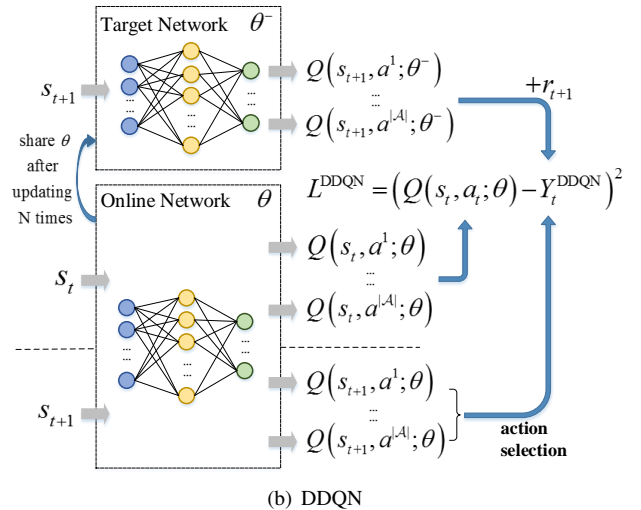 Target Network θ⁻
s_{t+1}
Q(s_{t+1}, a^1; θ⁻)
...
Q(s_{t+1}, a^{|𝒜|}; θ⁻)
+r_{t+1}
share θ
after
updating
N times
Online Network θ
L^{DDQN} = (Q(s_t, a_t; θ) − Y_t^{DDQN})^2
s_t
Q(s_t, a^1; θ)
...
Q(s_t, a^{|𝒜|}; θ)
s_{t+1}
Q(s_{t+1}, a^1; θ)
...
Q(s_{t+1}, a^{|𝒜|}; θ)
action
selection
(b) DDQN